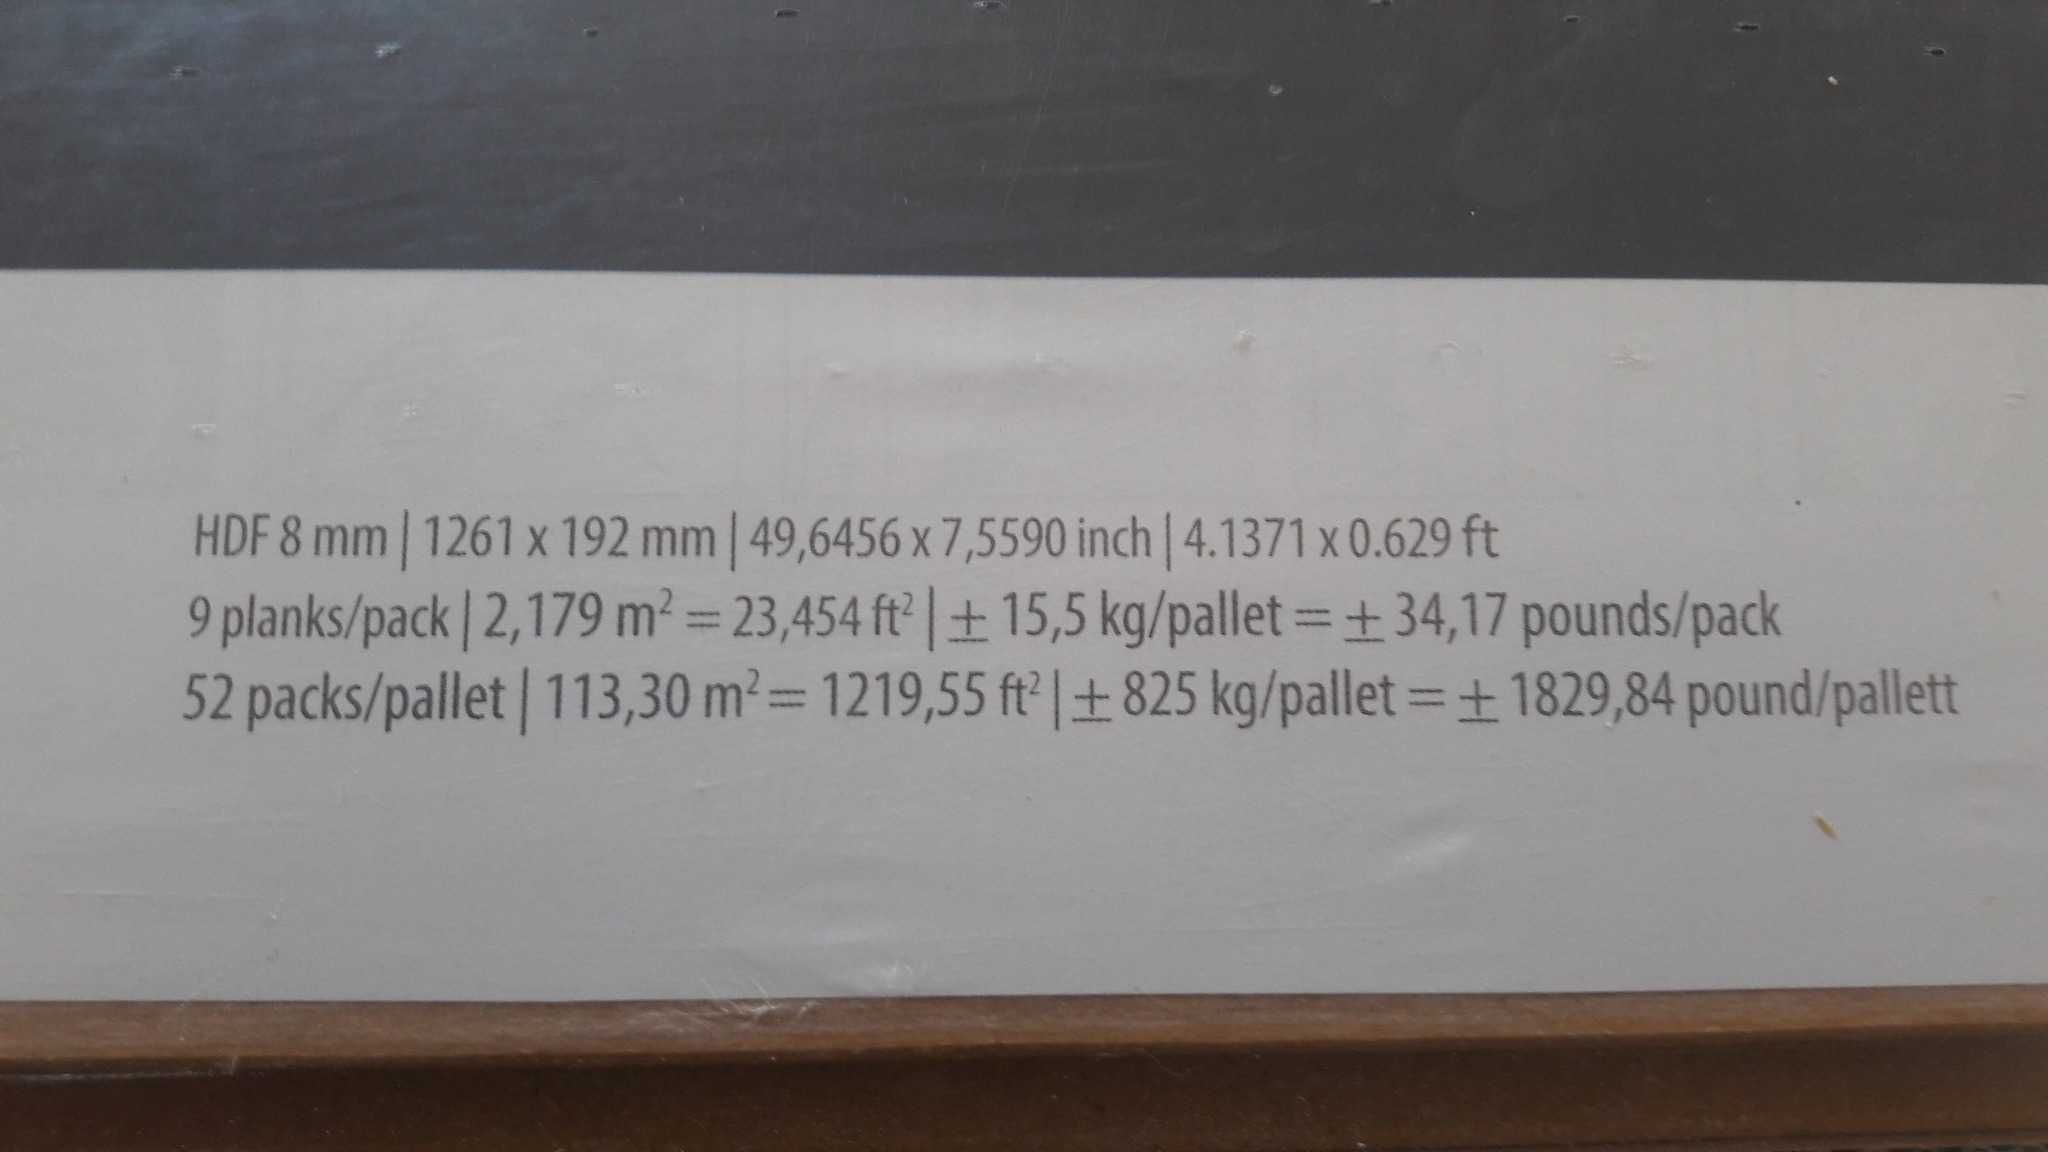 HDF 8 mm | 1261 x 192 mm | 49,6456 x 7,5590 inch | 4.1371 x 0.629 ft
9 planks/pack | 2,179 m² = 23,454 ft² | ± 15,5 kg/pallet = ± 34,17 pounds/pack
52 packs/pallet | 113,30 m² = 1219,55 ft² | ± 825 kg/pallet = ± 1829,84 pound/pallett